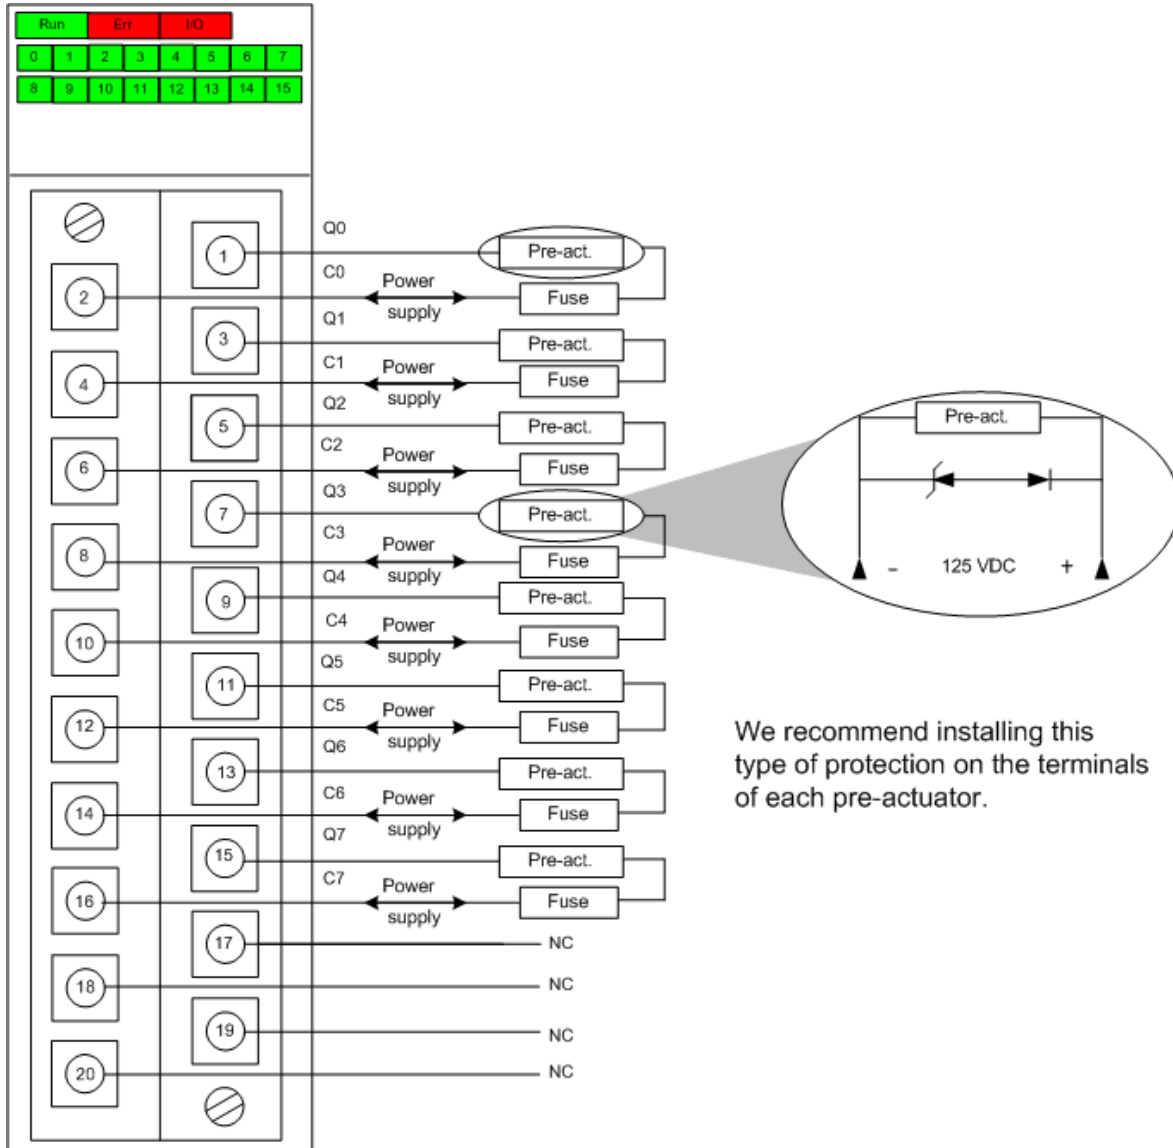 Run Err I/O
0 1 2 3 4 5 6 7
8 9 10 11 12 13 14 15
Q0
1 Pre-act.
C0
2 Power supply Fuse
Q1
3 Pre-act.
C1
4 Power supply Fuse
Q2
5 Pre-act.
C2
6 Power supply Fuse
Q3
7 Pre-act.
C3
8 Power supply Fuse
Q4
9 Pre-act.
C4
10 Power supply Fuse
Q5
11 Pre-act.
C5
12 Power supply Fuse
Q6
13 Pre-act.
C6
14 Power supply Fuse
Q7
15 Pre-act.
C7
16 Power supply Fuse
17 NC
18 NC
19 NC
20 NC
Pre-act.
- 125 VDC +
We recommend installing this
type of protection on the terminals
of each pre-actuator.